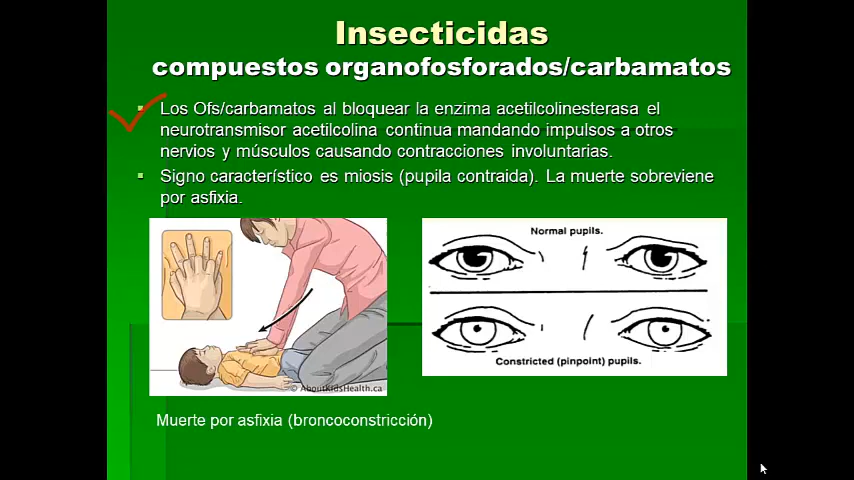 Insecticidas
compuestos organofosforados/carbamatos
Los Ofs/carbamatos al bloquear la enzima acetilcolinesterasa el
neurotransmisor acetilcolina continua mandando impulsos a otros
nervios y músculos causando contracciones involuntarias.
Signo característico es miosis (pupila contraida). La muerte sobreviene
por asfixia.
© AboutKidsHealth.ca
Normal pupils.
Constricted (pinpoint) pupils.
Muerte por asfixia (broncoconstricción)